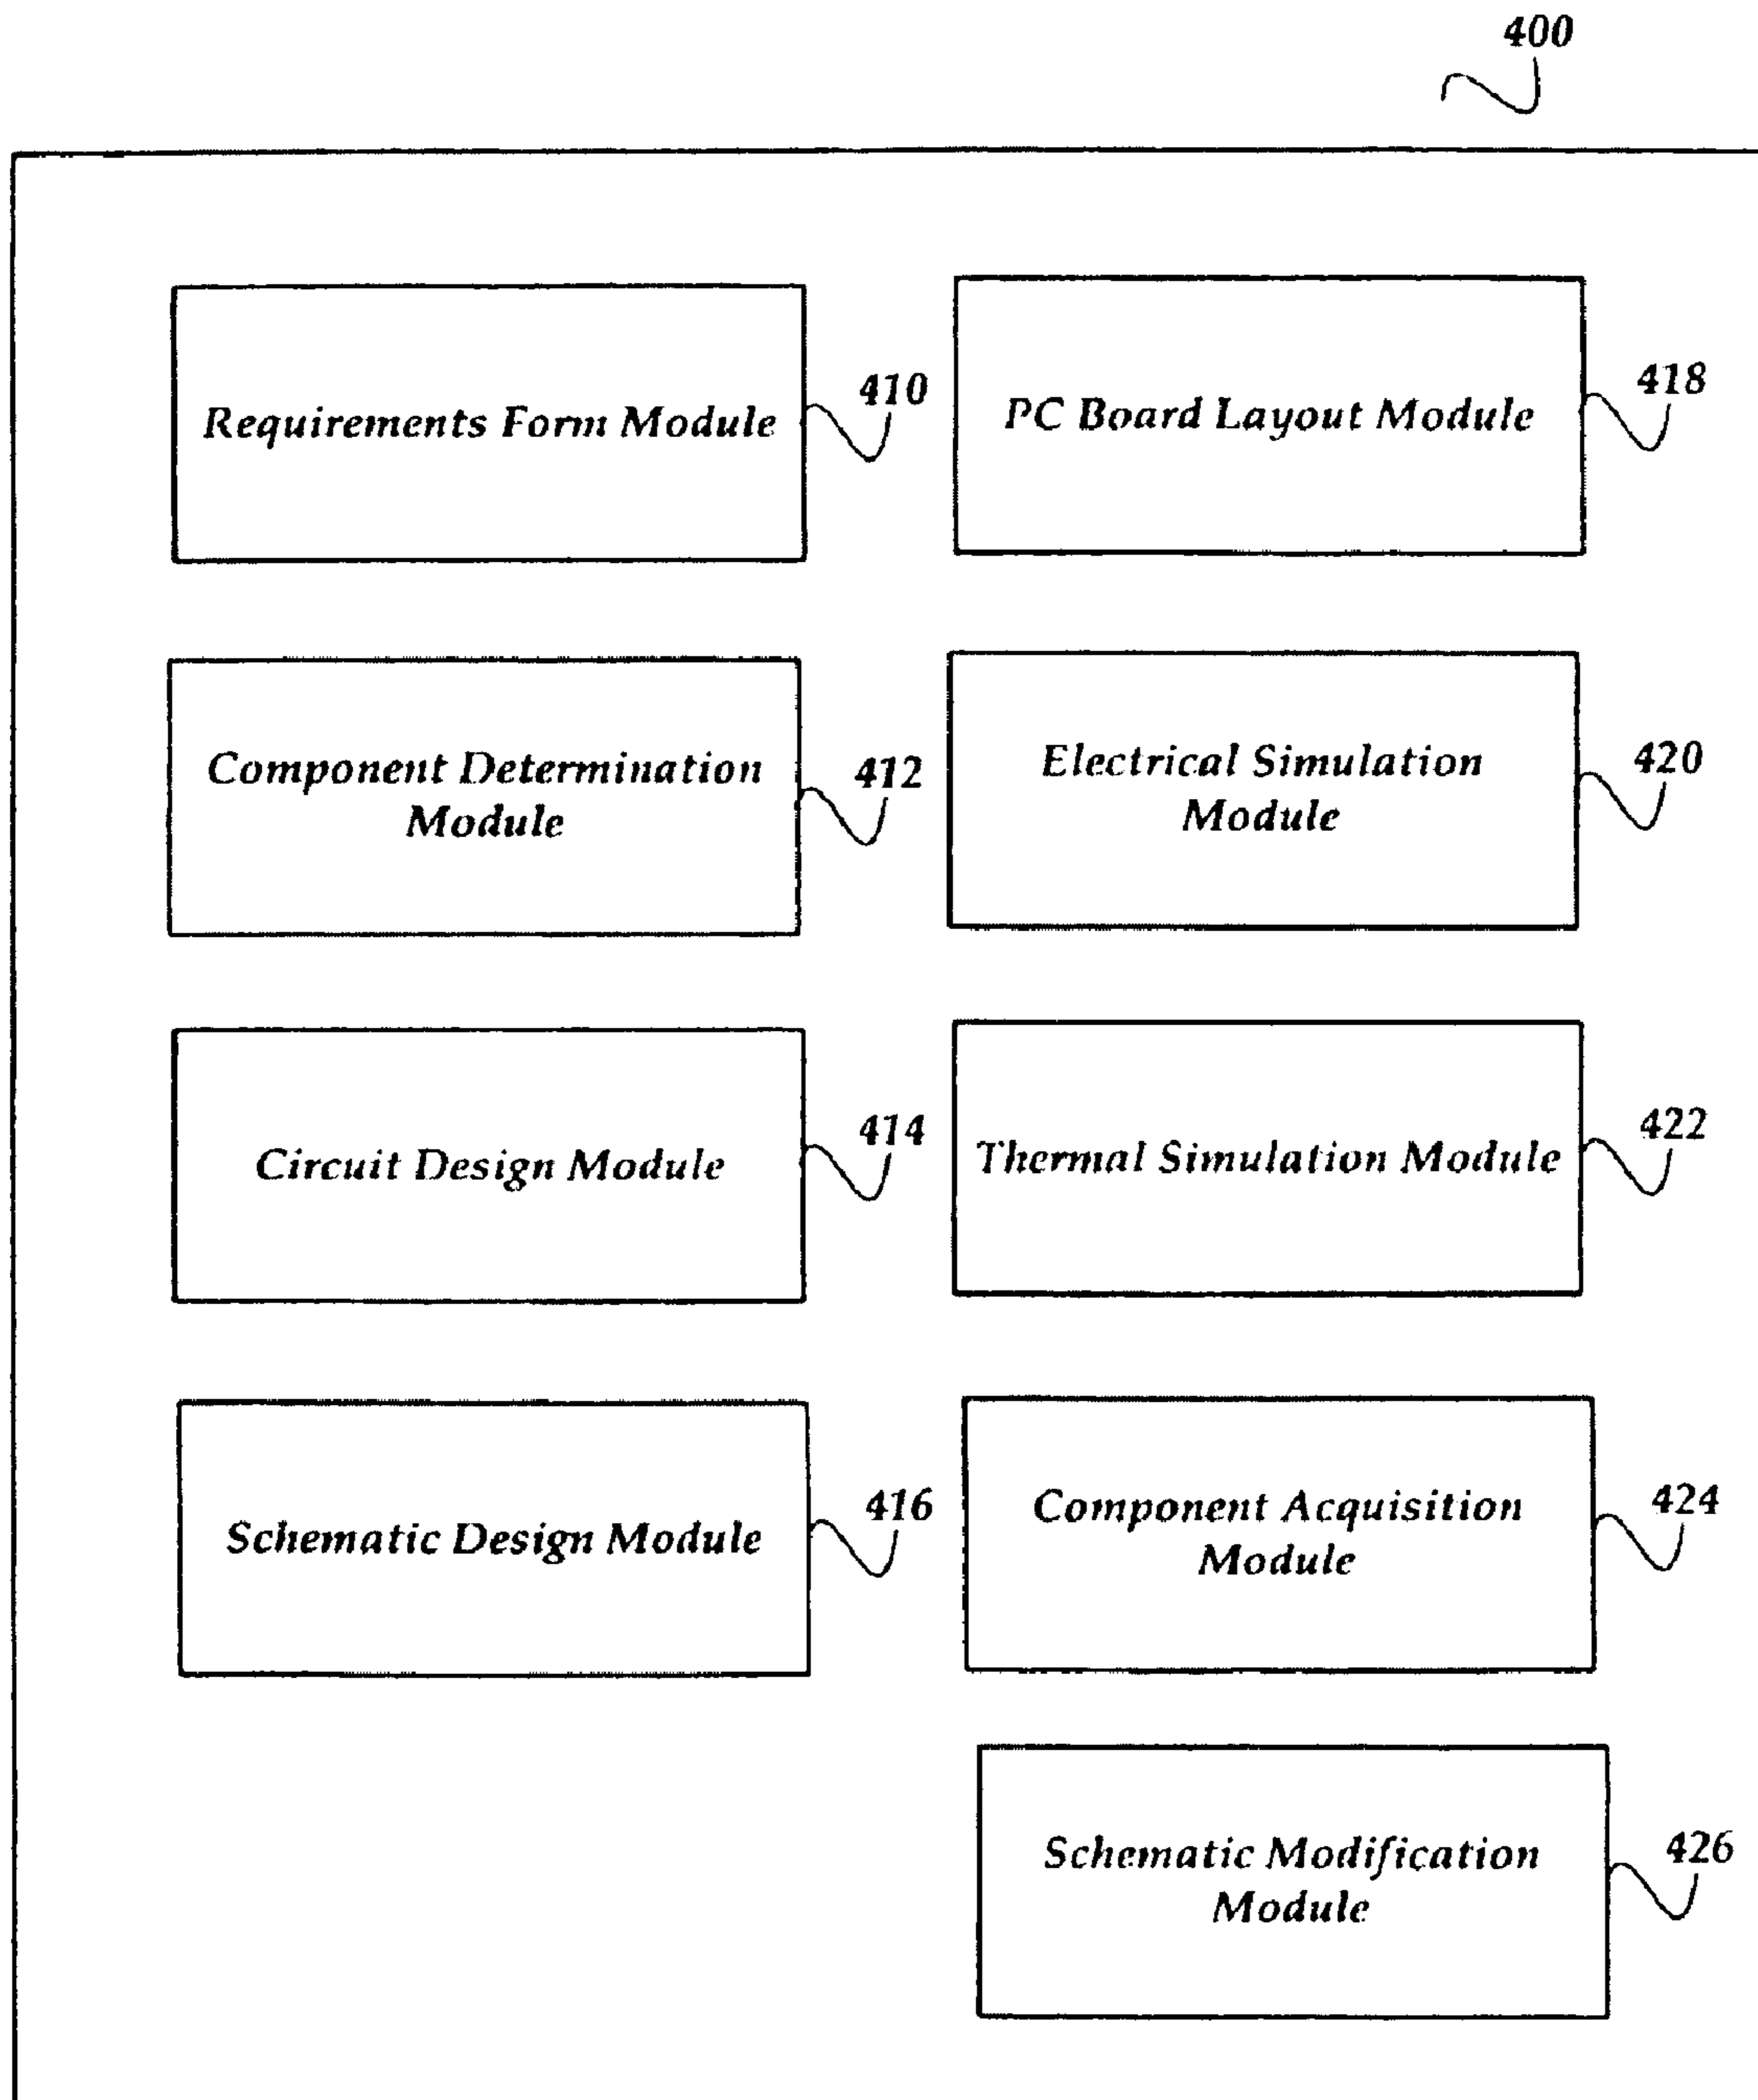 400
Requirements Form Module
410
PC Board Layout Module
418
Component Determination
Module
412
Electrical Simulation
Module
420
Circuit Design Module
414
Thermal Simulation Module
422
Schematic Design Module
416
Component Acquisition
Module
424
Schematic Modification
Module
426